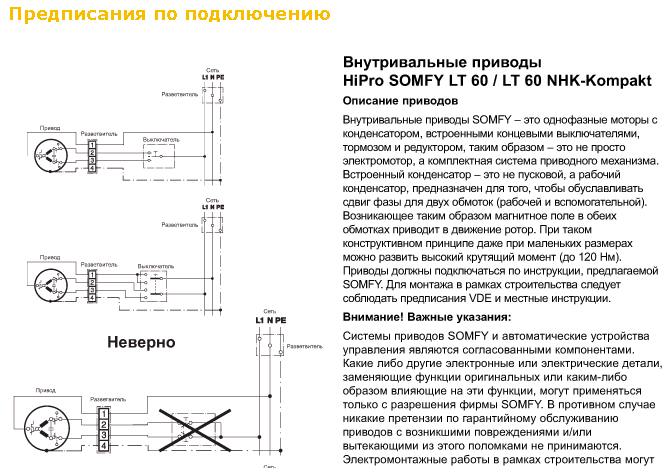 Предписания по подключению
Сеть
L1 N PE
Разветвитель
Привод
Разветвитель
Выключатель
1
2
3
4
Сеть
L1 N PE
Разветвитель
Привод
Разветвитель
Выключатель
1
2
3
4
Сеть
L1 N PE
Неверно
Разветвитель
Привод
Разветвитель
1
2
3
4
Сеть
Внутривальные приводы
HiPro SOMFY LT 60 / LT 60 NHK-Kompakt
Описание приводов
Внутривальные приводы SOMFY – это однофазные моторы с
конденсатором, встроенными концевыми выключателями,
тормозом и редуктором, таким образом – это не просто
электромотор, а комплектная система приводного механизма.
Встроенный конденсатор – это не пусковой, а рабочий
конденсатор, предназначен для того, чтобы обуславливать
сдвиг фазы для двух обмоток (рабочей и вспомогательной).
Возникающее таким образом магнитное поле в обеих
обмотках приводит в движение ротор. При таком
конструктивном принципе даже при маленьких размерах
можно развить высокий крутящий момент (до 120 Нм).
Приводы должны подключаться по инструкции, предлагаемой
SOMFY. Для монтажа в рамках строительства следует
соблюдать предписания VDE и местные инструкции.
Внимание! Важные указания:
Системы приводов SOMFY и автоматические устройства
управления являются согласованными компонентами.
Какие либо другие электронные или электрические детали,
заменяющие функции оригинальных или каким-либо
образом влияющие на эти функции, могут применяться
только с разрешения фирмы SOMFY. В противном случае
никакие претензии по гарантийному обслуживанию
приводов с возникшими повреждениями и/или
вытекающими из этого поломками не принимаются.
Электромонтажные работы в рамках строительства могут